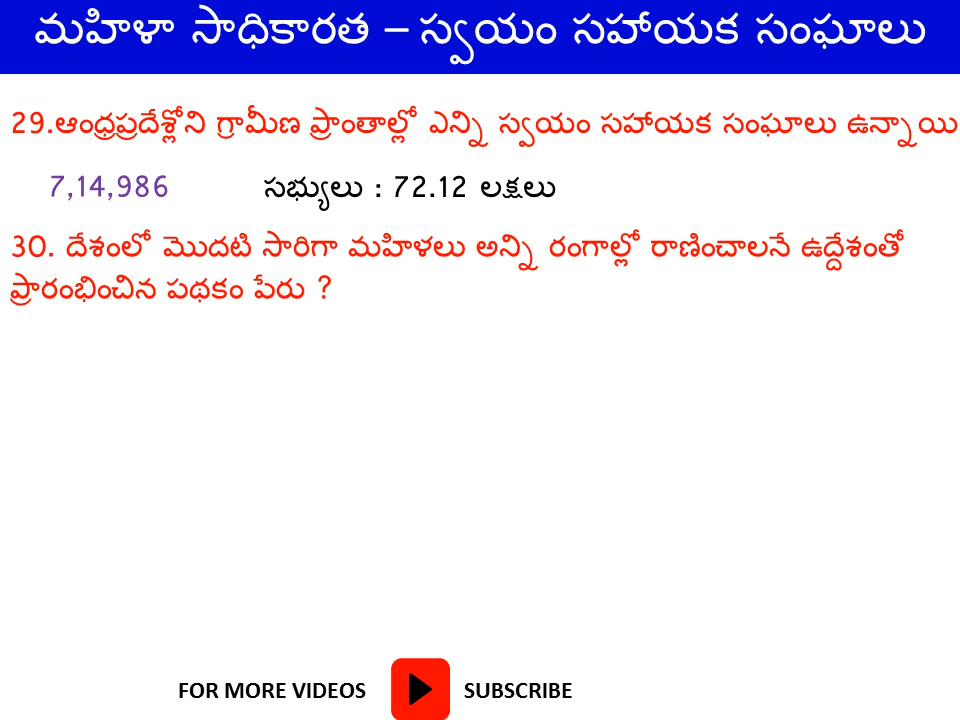 మహిళా సాధికారత – స్వయం సహాయక సంఘాలు
29.ఆంధ్రప్రదేశ్లోని గ్రామీణ ప్రాంతాల్లో ఎన్ని స్వయం సహాయక సంఘాలు ఉన్నాయి
7,14,986 సభ్యులు : 72.12 లక్షలు
30. దేశంలో మొదటి సారిగా మహిళలు అన్ని రంగాల్లో రాణించాలనే ఉద్దేశంతో
ప్రారంభించిన పథకం పేరు ?
FOR MORE VIDEOS SUBSCRIBE